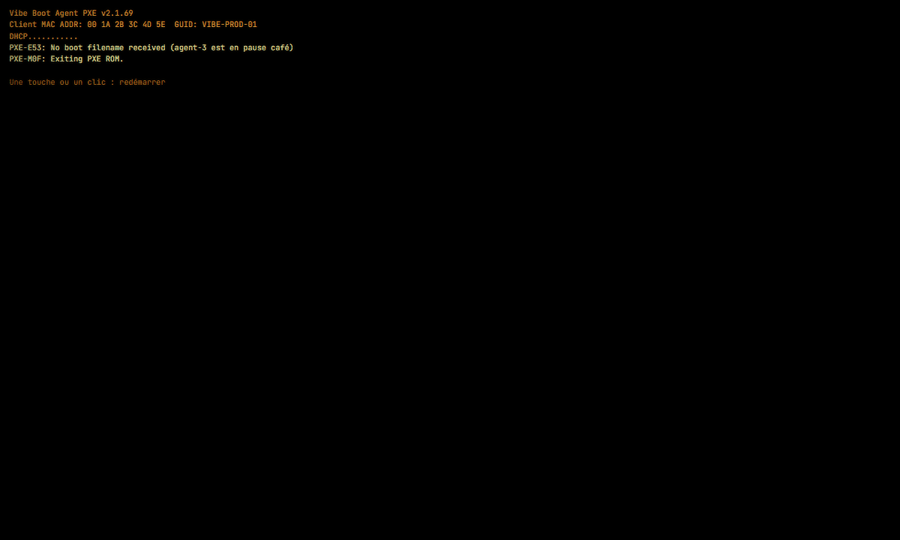 Vibe Boot Agent PXE v2.1.69
Client MAC ADDR: 00 1A 2B 3C 4D 5E  GUID: VIBE-PROD-01
DHCP...........
PXE-E53: No boot filename received (agent-3 est en pause café)
PXE-M0F: Exiting PXE ROM.
Une touche ou un clic : redémarrer